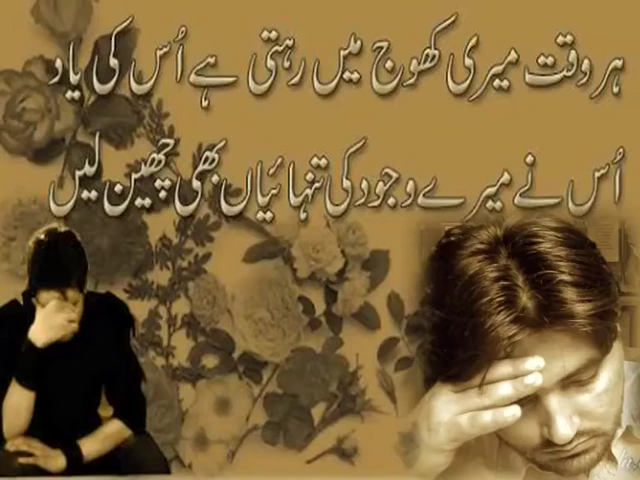 ہر وقت میری کھوج میں رہتی ہے اُس کی یاد
اُس نے میرے وجود کی تنہائیاں بھی چھین لیں